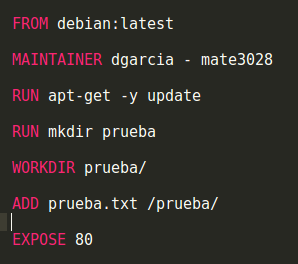 FROM debian:latest
MAINTAINER dgarcia - mate3028
RUN apt-get -y update
RUN mkdir prueba
WORKDIR prueba/
ADD prueba.txt /prueba/
EXPOSE 80